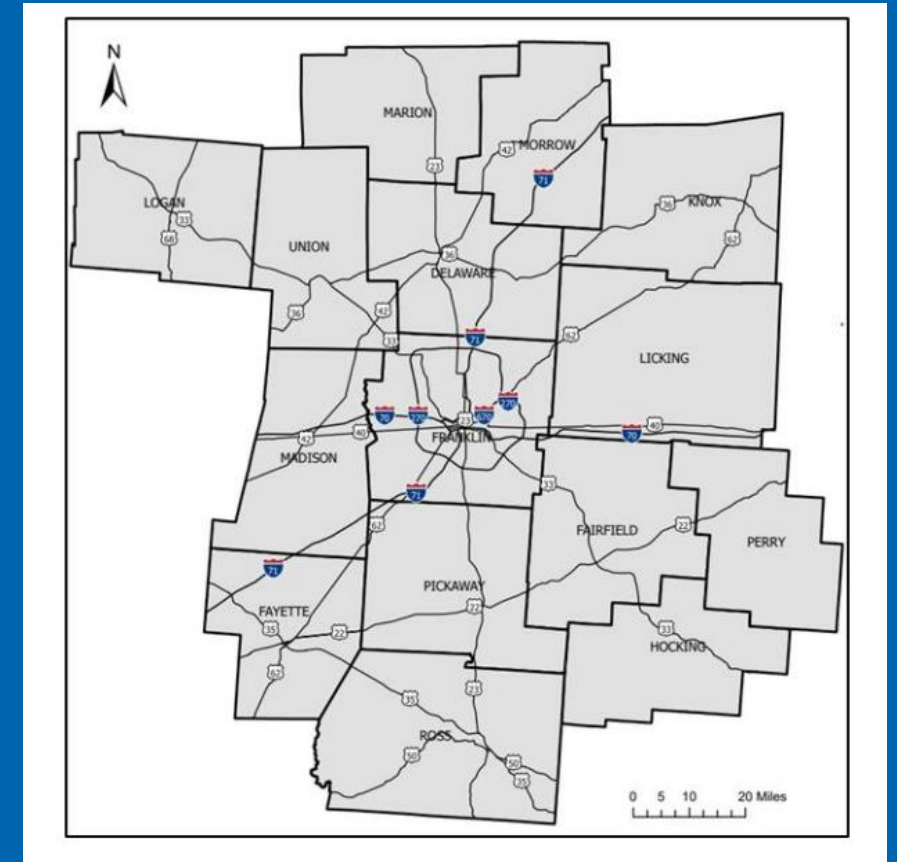 N
MARION
MORROW
42
23
71
LOGAN
33
68
KNOX
36
62
UNION
36
DELAWARE
36
42
33
71
62
LICKING
270
70
270
670
23
40
70
FRANKLIN
42
40
MADISON
71
33
62
22
FAIRFIELD
PERRY
71
PICKAWAY
22
FAYETTE
35
22
33
HOCKING
62
23
35
ROSS
50
50
35
0 5 10 20 Miles